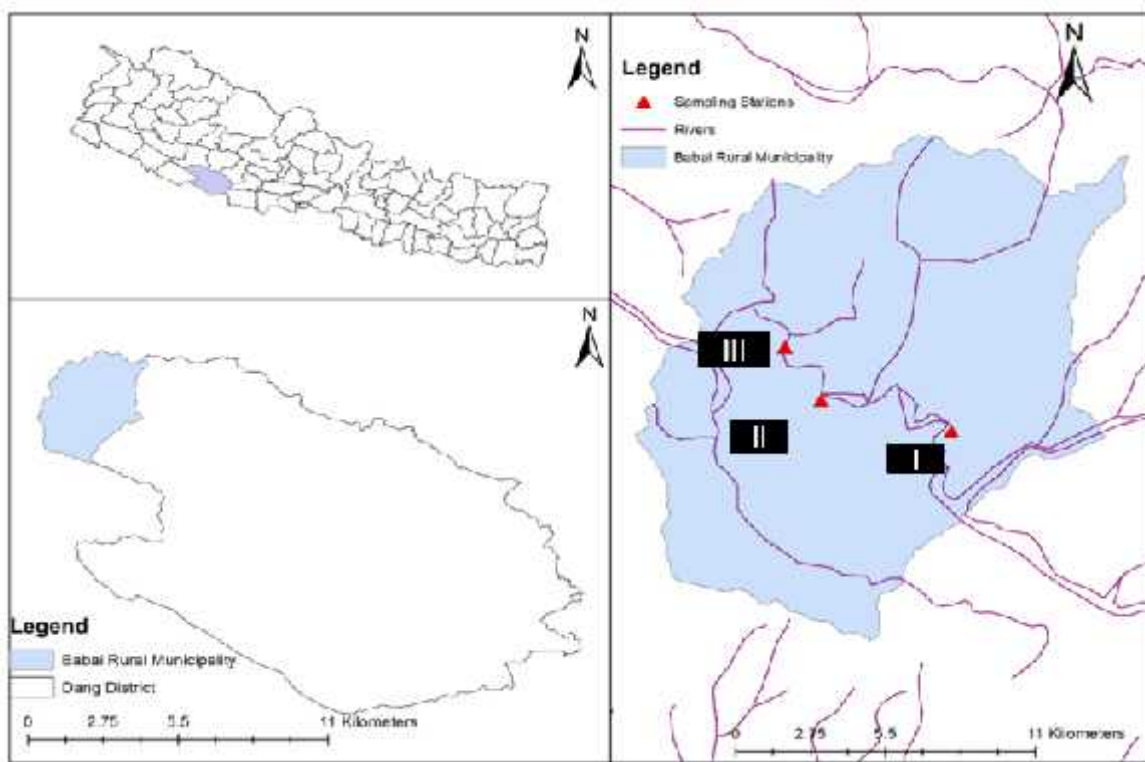 N
N
Legend
Babai Rural Municipality
Dang District
0 2.75 5.5 11 Kilometers
N
Legend
Sampling Stations
Rivers
Babai Rural Municipality
III
II
I
0 2.75 5.5 11 Kilometers